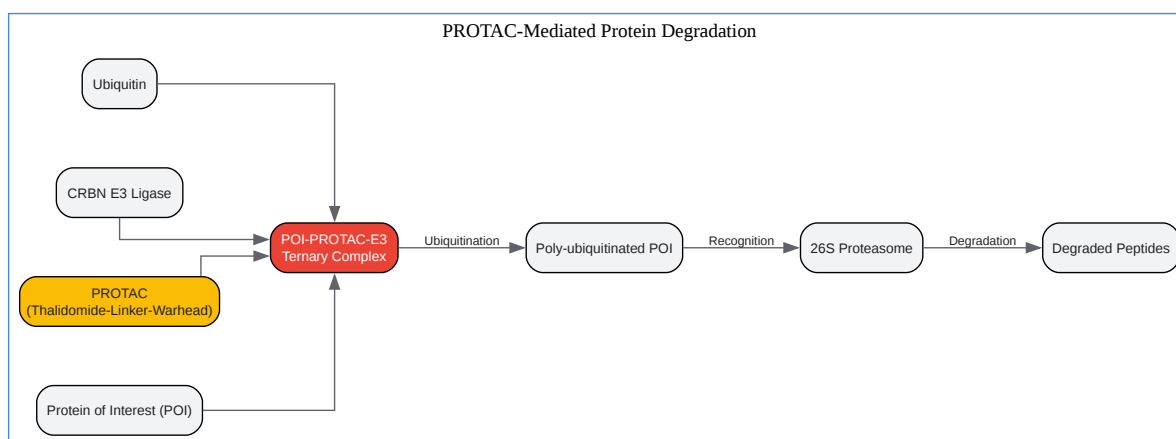 PROTAC-Mediated Protein Degradation
Ubiquitin
CRBN E3 Ligase
PROTAC
(Thalidomide-Linker-Warhead)
Protein of Interest (POI)
POI-PROTAC-E3
Ternary Complex
Ubiquitination
Poly-ubiquitinated POI
Recognition
26S Proteasome
Degradation
Degraded Peptides